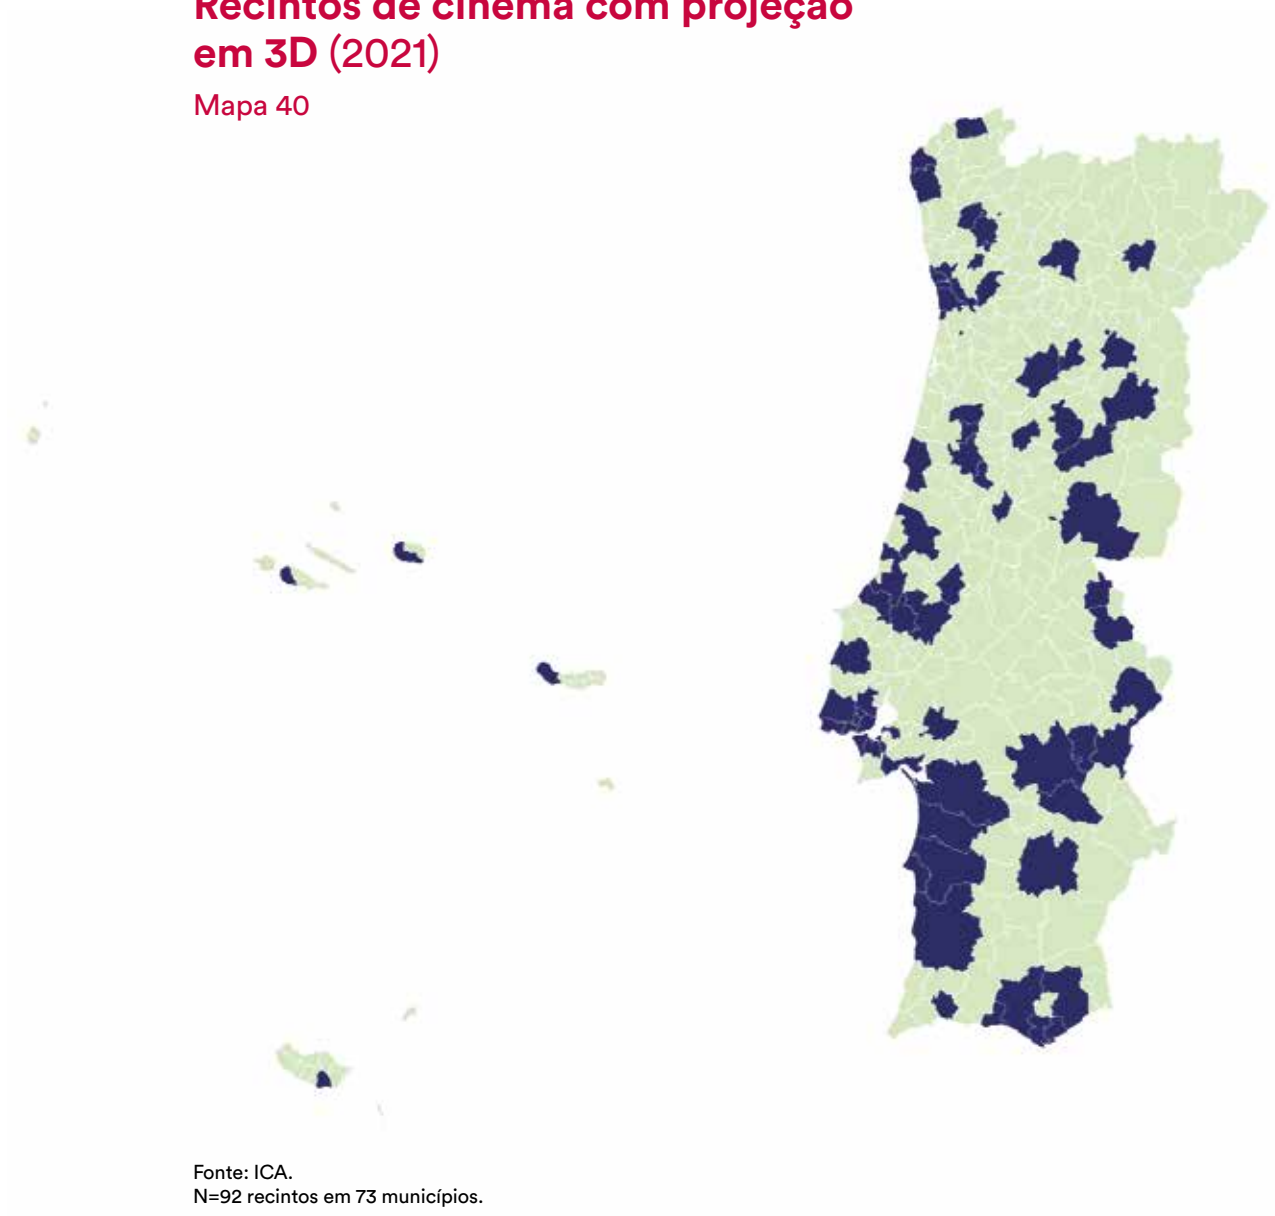 Recintos de cinema com projeção
em 3D (2021)
Mapa 40
Fonte: ICA.
N=92 recintos em 73 municípios.